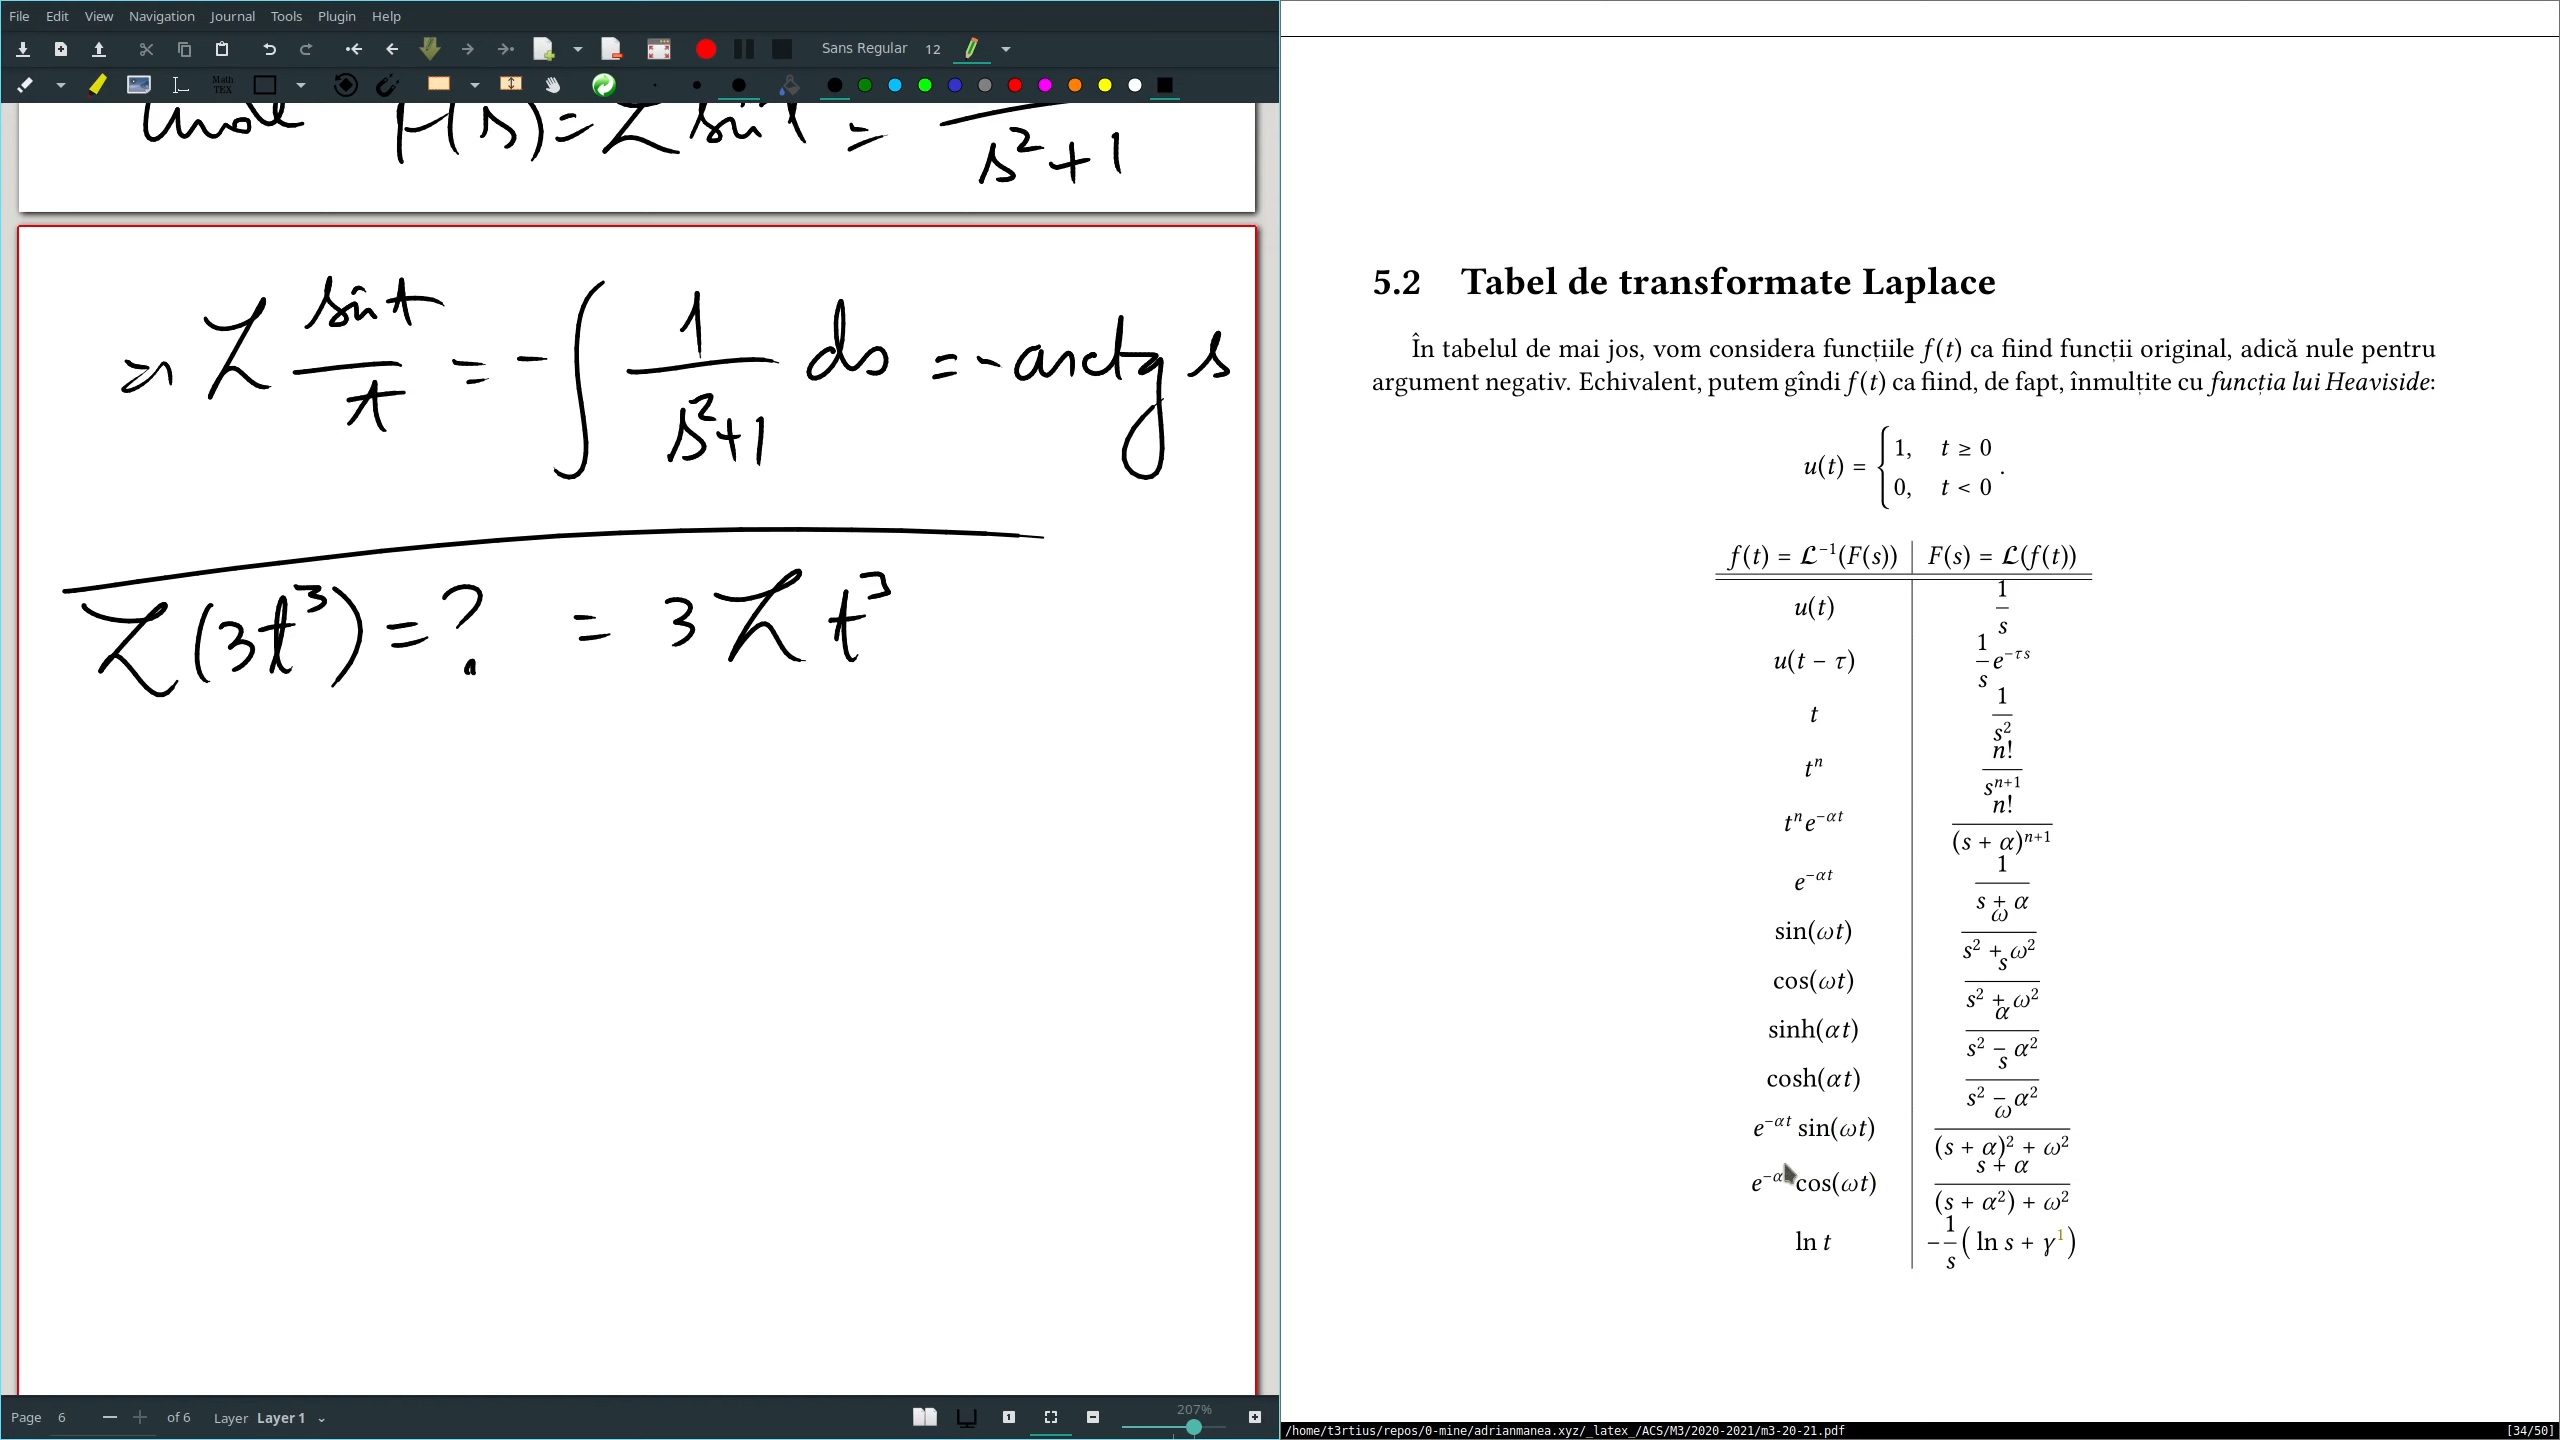 File Edit View Navigation Journal Tools Plugin Help
Sans Regular 12
Math TEX
F(s) = ℒ sin t =
s² + 1
=> ℒ sin t / t = - ∫ 1 / s²+1 ds = - arctg s
ℒ(3t³) = ? = 3 ℒ t³
Page 6 of 6 Layer Layer 1 207%
5.2 Tabel de transformate Laplace
În tabelul de mai jos, vom considera funcțiile f(t) ca fiind funcții original, adică nule pentru
argument negativ. Echivalent, putem gîndi f(t) ca fiind, de fapt, înmulțite cu funcția lui Heaviside:
u(t) = { 1, t ≥ 0
0, t < 0 .
f(t) = ℒ⁻¹(F(s)) F(s) = ℒ(f(t))
u(t) 1/s
u(t − τ) 1/s e^{−τs}
t 1/s²
tⁿ n!/s^{n+1}
tⁿe^{−αt} n!/(s + α)^{n+1}
e^{−αt} 1/(s + α)
sin(ωt) ω/(s² + ω²)
cos(ωt) s/(s² + ω²)
sinh(αt) α/(s² − α²)
cosh(αt) s/(s² − α²)
e^{−αt} sin(ωt) ω/((s + α)² + ω²)
e^{−α} cos(ωt) (s + α)/((s + α²) + ω²)
ln t −1/s (ln s + γ¹)
/home/t3rtius/repos/0-mine/adrianmanea.xyz/_latex_/ACS/M3/2020-2021/m3-20-21.pdf [34/50]